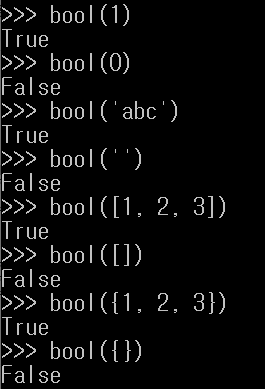 >>> bool(1)
True
>>> bool(0)
False
>>> bool('abc')
True
>>> bool('')
False
>>> bool([1, 2, 3])
True
>>> bool([])
False
>>> bool({1, 2, 3})
True
>>> bool({})
False